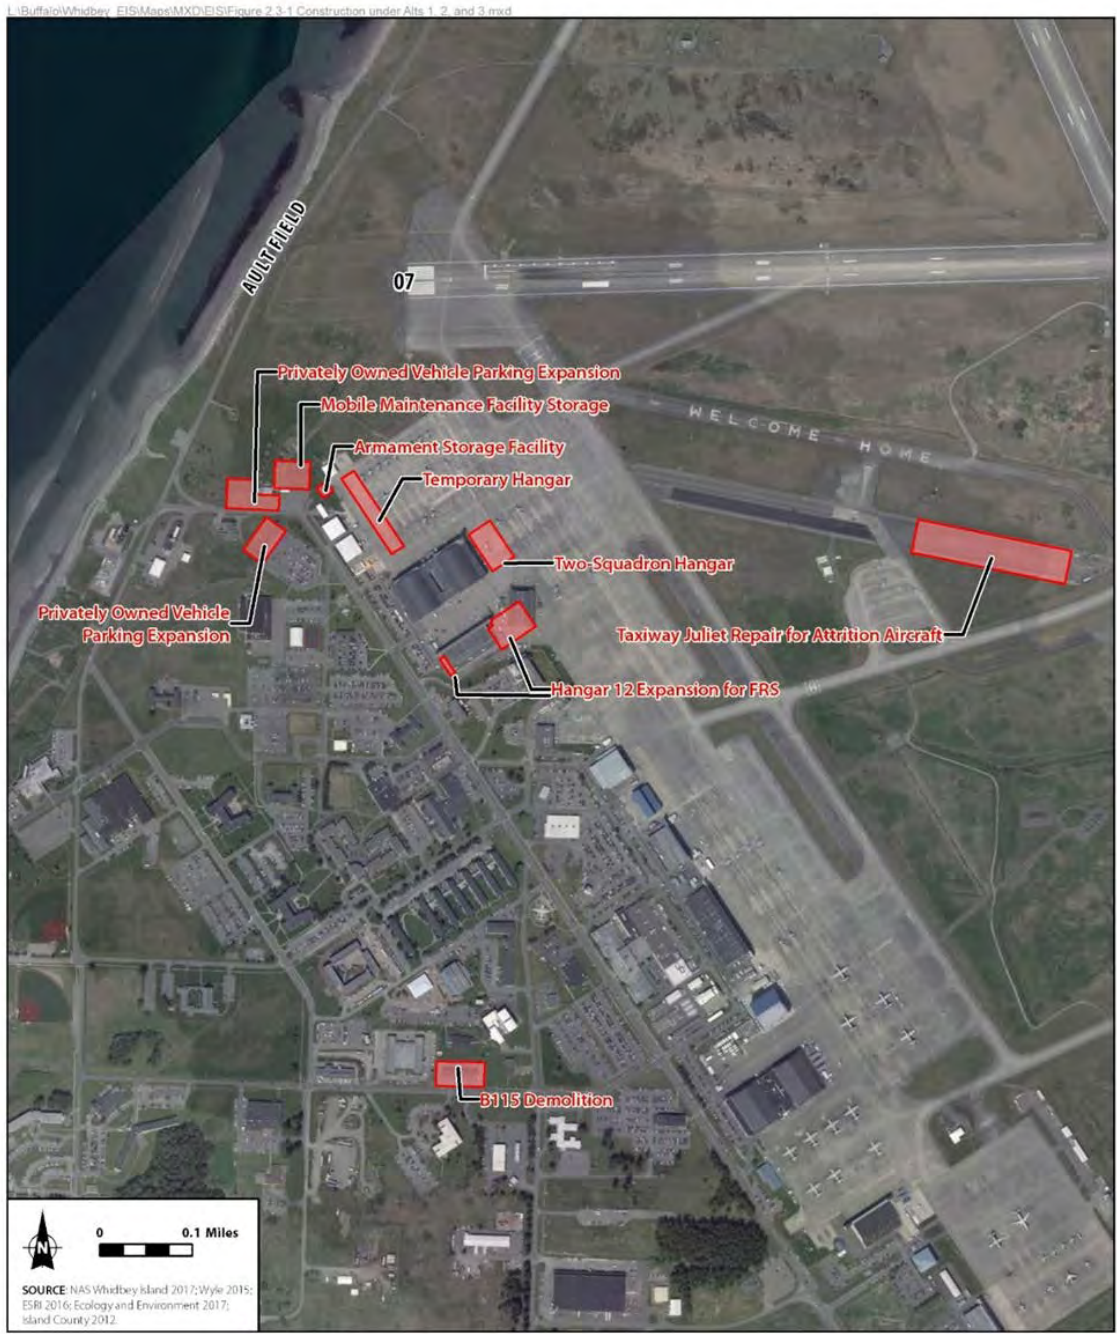 L:\Buffalo\Whidbey_EIS\Maps\MXD\EIS\Figure 2.3-1 Construction under Alts 1, 2, and 3.mxd
AULTFIELD
07
Privately Owned Vehicle Parking Expansion
Mobile Maintenance Facility Storage
WELCOME HOME
Armament Storage Facility
Temporary Hangar
Two-Squadron Hangar
Privately Owned Vehicle
Parking Expansion
Taxiway Juliet Repair for Attrition Aircraft
Hangar 12 Expansion for FRS
B115 Demolition
N
0 0.1 Miles
SOURCE: NAS Whidbey Island 2017; Wyle 2015;
ESRI 2016; Ecology and Environment 2017;
Island County 2012.